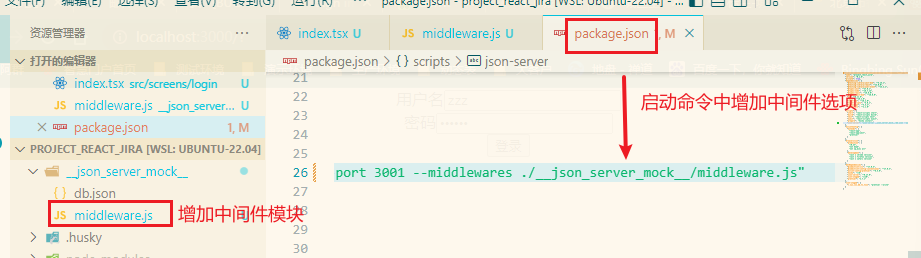 文件(F) 编辑(E) 选择(S) 查看(V) 转到(G) 运行(R) ··· package.json - project_react_jira [WSL: Ubuntu-22.04] -
资源管理器 ···
index.tsx U
JS middleware.js U
package.json 1, M
打开的编辑器
index.tsx src/screens/login U
JS middleware.js __json_server... U
package.json 1, M
PROJECT_REACT_JIRA [WSL: UBUNTU-22.04]
__json_server_mock__
{} db.json
JS middleware.js U
增加中间件模块
.husky
node_modules
package.json > {} scripts > abc json-server
21
22
用户名
23
密码
24
登录
25
启动命令中增加中间件选项
26 port 3001 --middlewares ./__json_server_mock__/middleware.js"
27
28
29
30